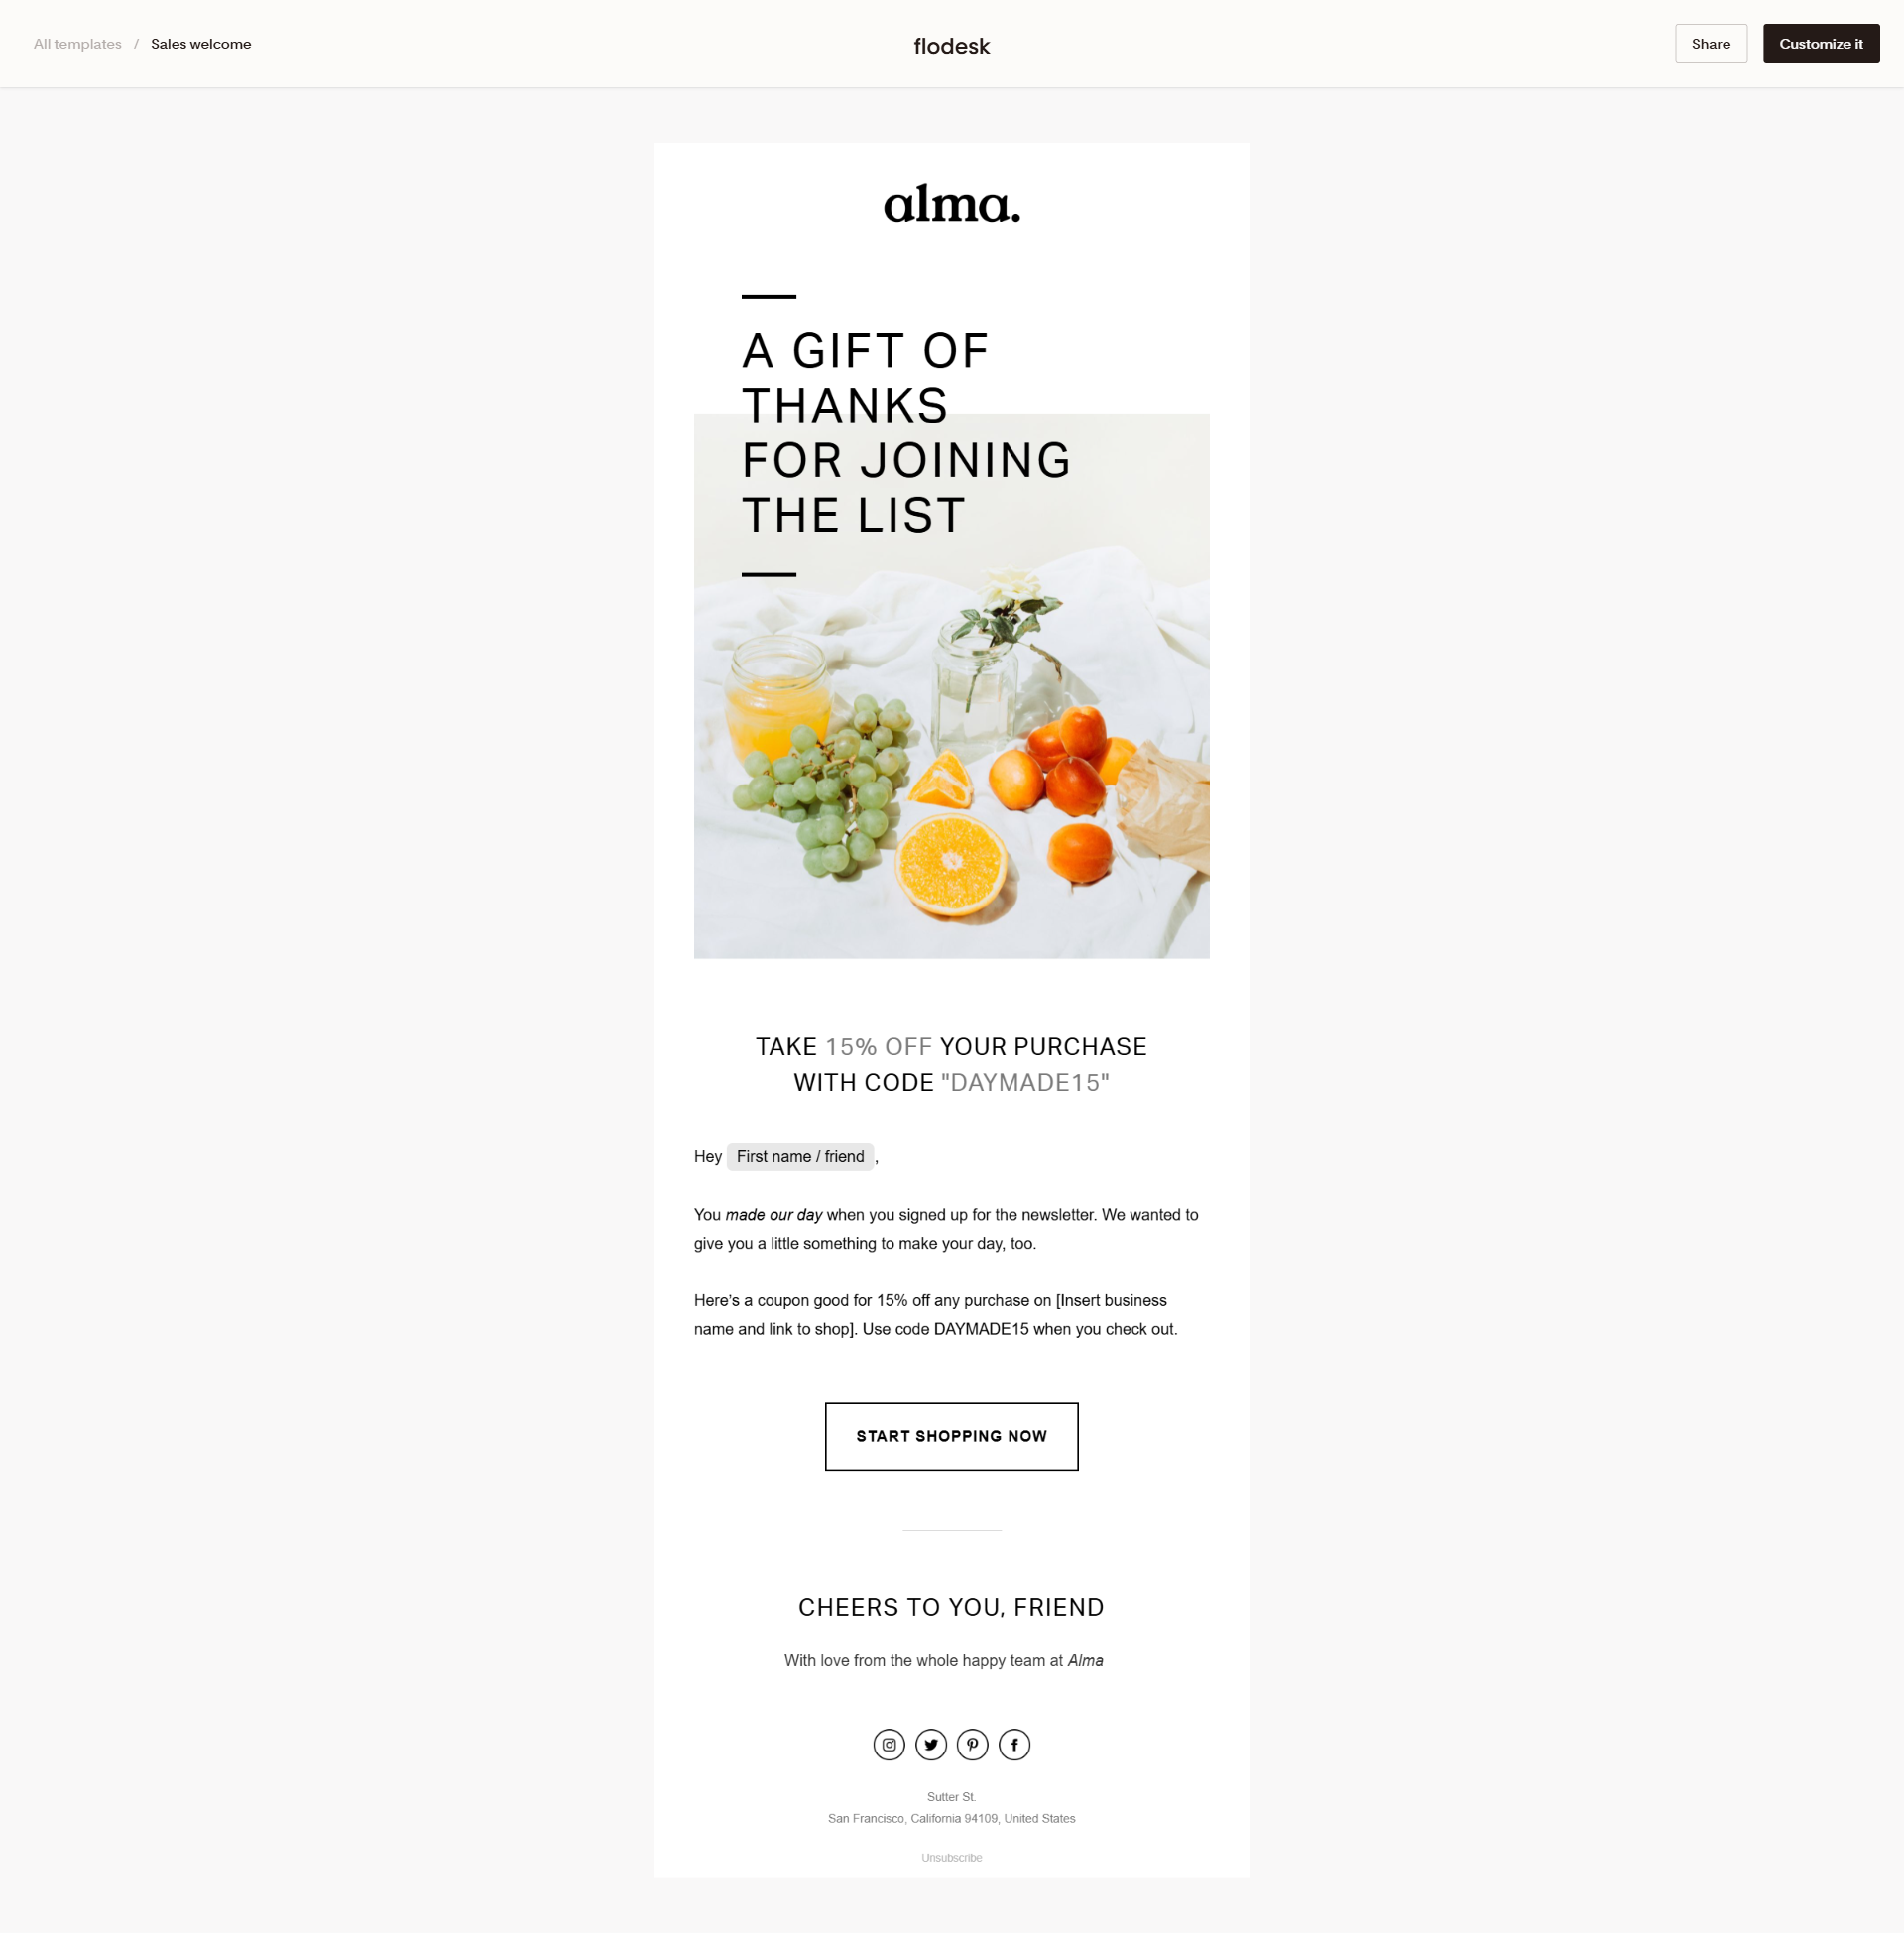 All templates / Sales welcome
flodesk
Share
Customize it
alma.
A GIFT OF
THANKS
FOR JOINING
THE LIST
TAKE 15% OFF YOUR PURCHASE
WITH CODE "DAYMADE15"
Hey First name / friend ,
You made our day when you signed up for the newsletter. We wanted to
give you a little something to make your day, too.
Here’s a coupon good for 15% off any purchase on [Insert business
name and link to shop]. Use code DAYMADE15 when you check out.
START SHOPPING NOW
CHEERS TO YOU, FRIEND
With love from the whole happy team at Alma
Sutter St.
San Francisco, California 94109, United States
Unsubscribe